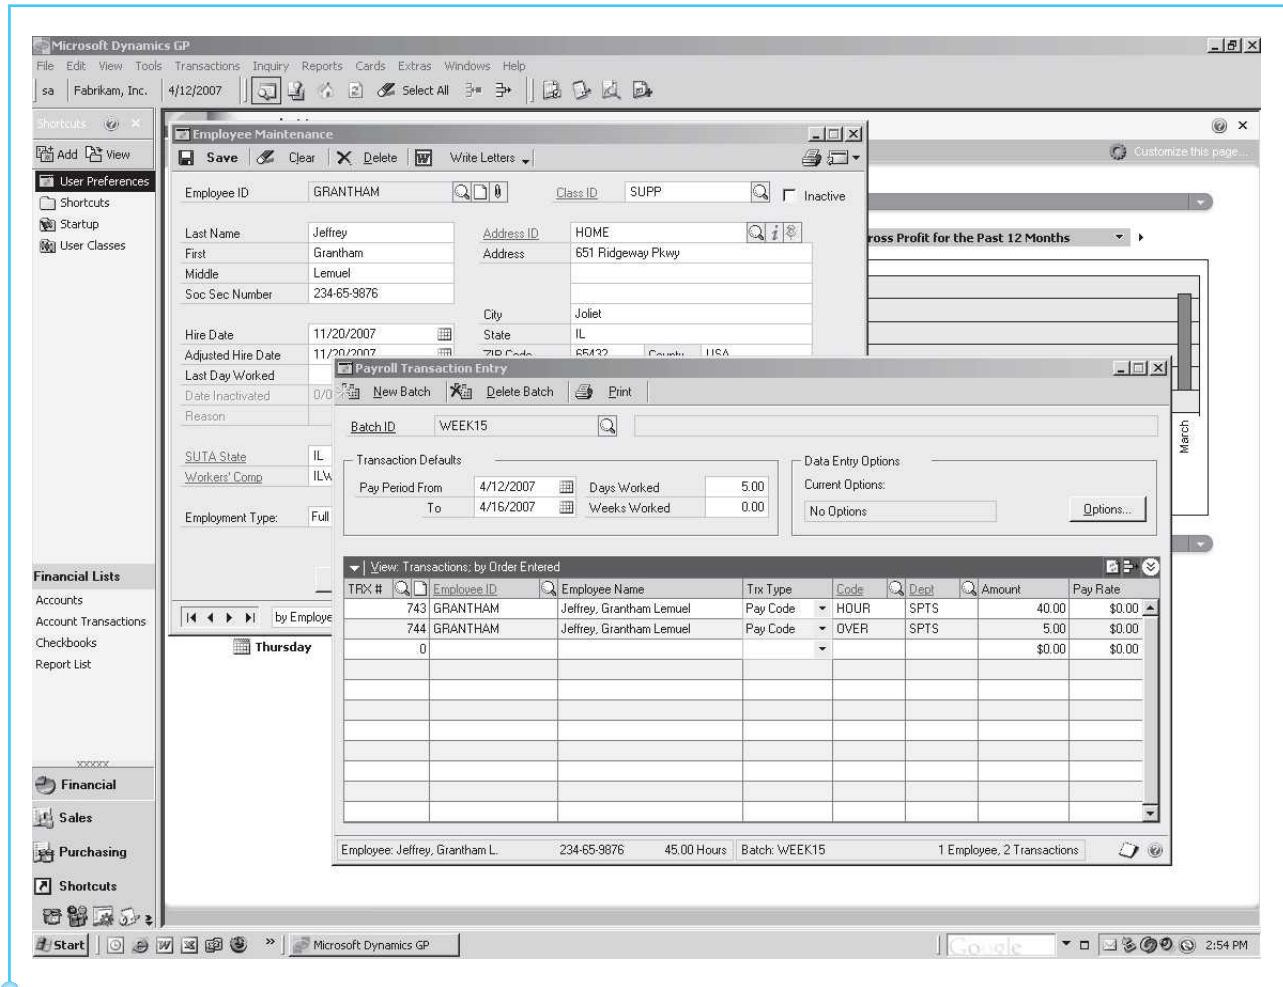 Microsoft Dynamics GP
File Edit View Tools Transactions Inquiry Reports Cards Extras Windows Help
sa Fabrikam, Inc. 4/12/2007 Select All
Shortcuts
Add View
User Preferences
Shortcuts
Startup
User Classes
Financial Lists
Accounts
Account Transactions
Checkbooks
Report List
Financial
Sales
Purchasing
Shortcuts
Customize this page...
ross Profit for the Past 12 Months
March
Thursday
Employee Maintenance
Save Clear Delete Write Letters
Employee ID GRANTHAM Class ID SUPP Inactive
Last Name Jeffrey Address ID HOME
First Grantham Address 651 Ridgeway Pkwy
Middle Lemuel
Soc Sec Number 234-65-9876
City Joliet
Hire Date 11/20/2007 State IL
Adjusted Hire Date 11/20/2007 ZIP Code 65432 County USA
Last Day Worked
Date Inactivated 0/0
Reason
SUTA State IL
Workers' Comp ILW
Employment Type: Full
by Employe
Payroll Transaction Entry
New Batch Delete Batch Print
Batch ID WEEK15
Transaction Defaults
Pay Period From 4/12/2007 Days Worked 5.00
To 4/16/2007 Weeks Worked 0.00
Data Entry Options
Current Options:
No Options Options...
View: Transactions; by Order Entered
TRX # Employee ID Employee Name Trx Type Code Dept Amount Pay Rate
743 GRANTHAM Jeffrey, Grantham Lemuel Pay Code HOUR SPTS 40.00 $0.00
744 GRANTHAM Jeffrey, Grantham Lemuel Pay Code OVER SPTS 5.00 $0.00
0 $0.00 $0.00
Employee: Jeffrey, Grantham L. 234-65-9876 45.00 Hours Batch: WEEK15 1 Employee, 2 Transactions
Start Microsoft Dynamics GP Google 2:54 PM